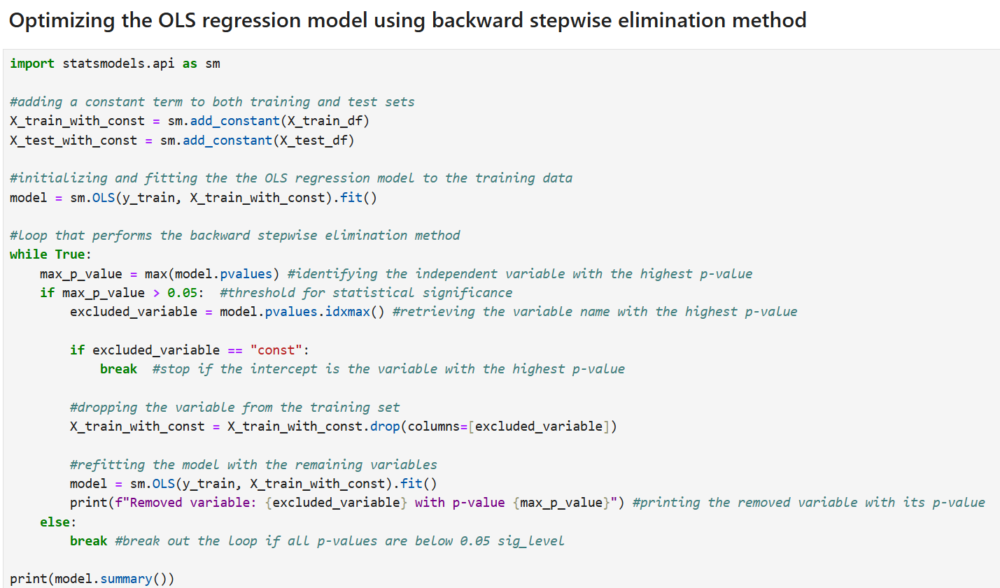 Optimizing the OLS regression model using backward stepwise elimination method
import statsmodels.api as sm
#adding a constant term to both training and test sets
X_train_with_const = sm.add_constant(X_train_df)
X_test_with_const = sm.add_constant(X_test_df)
#initializing and fitting the the OLS regression model to the training data
model = sm.OLS(y_train, X_train_with_const).fit()
#loop that performs the backward stepwise elimination method
while True:
    max_p_value = max(model.pvalues) #identifying the independent variable with the highest p-value
    if max_p_value > 0.05:  #threshold for statistical significance
        excluded_variable = model.pvalues.idxmax() #retrieving the variable name with the highest p-value
        if excluded_variable == "const":
            break  #stop if the intercept is the variable with the highest p-value
        #dropping the variable from the training set
        X_train_with_const = X_train_with_const.drop(columns=[excluded_variable])
        #refitting the model with the remaining variables
        model = sm.OLS(y_train, X_train_with_const).fit()
        print(f"Removed variable: {excluded_variable} with p-value {max_p_value}") #printing the removed variable with its p-value
    else:
        break #break out the loop if all p-values are below 0.05 sig_level
print(model.summary())